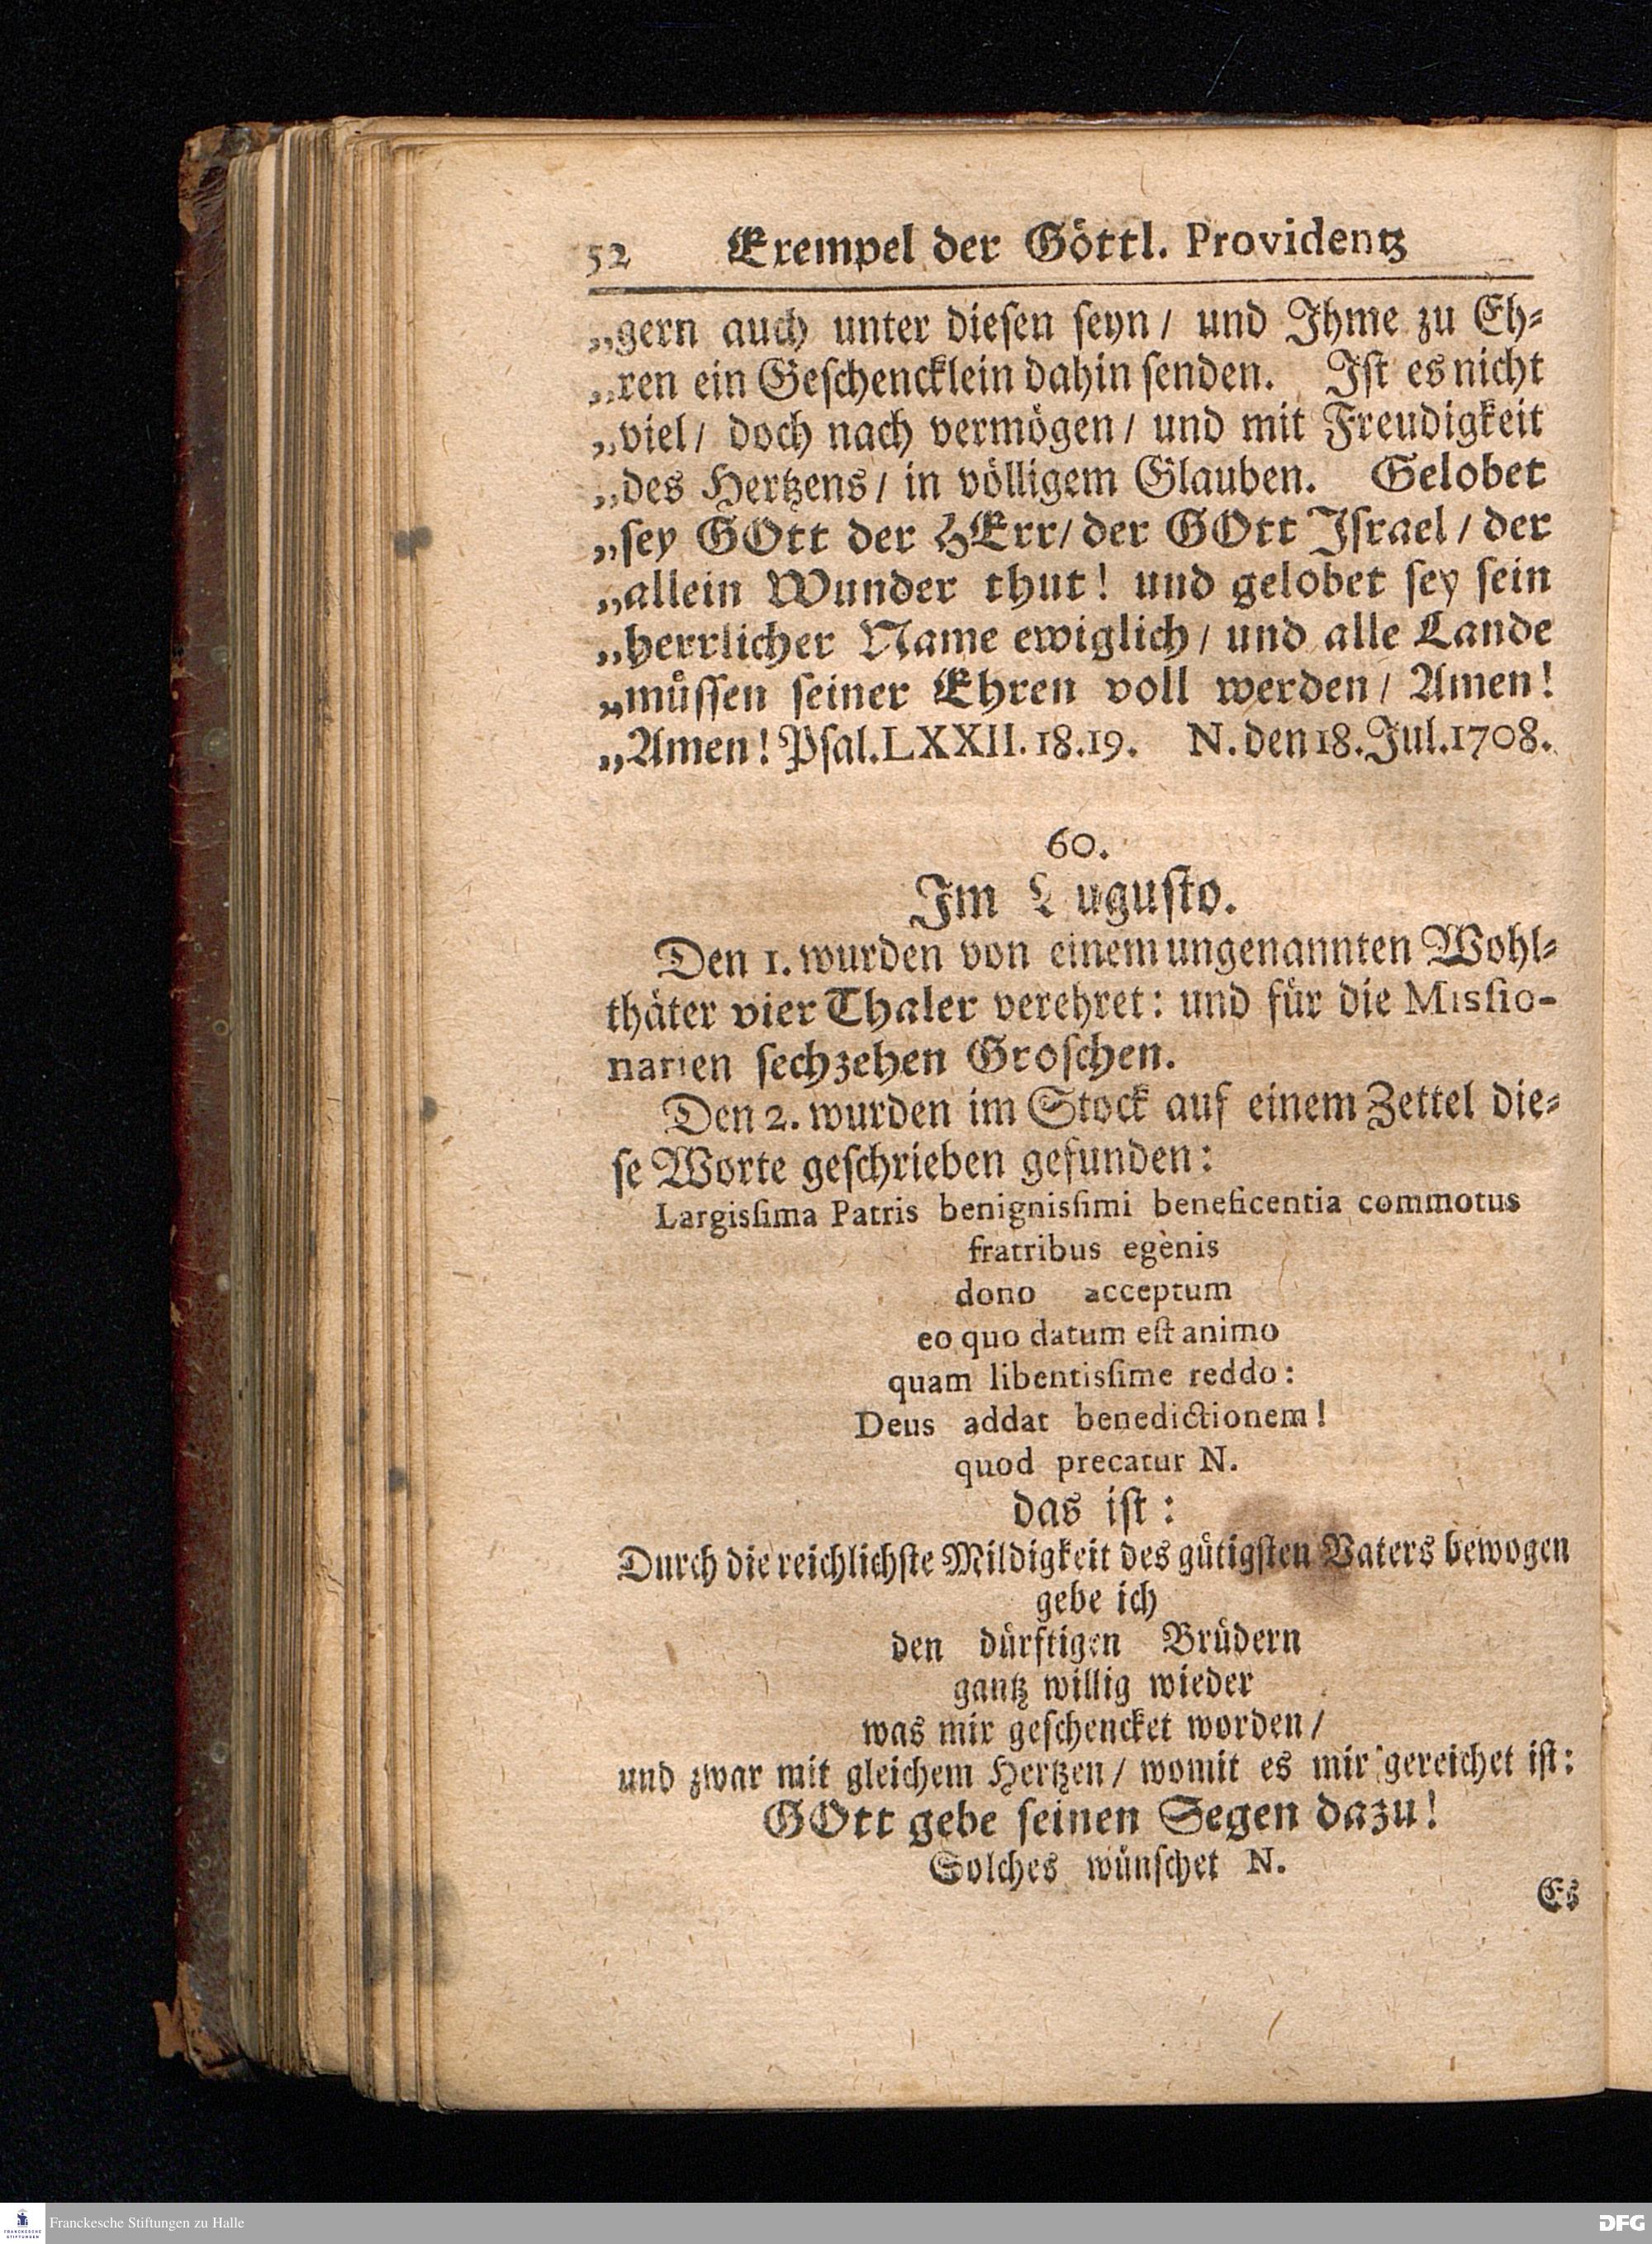 52 Exempel der Göttl. Providentz
„gern auch unter diesen seyn / und Ihme zu Eh-
„ren ein Geschencklein dahin senden. Ist es nicht
„viel / doch nach vermögen / und mit Freudigkeit
„des Hertzens / in völligem Glauben. Gelobet
„sey GOtt der HErr / der GOtt Israel / der
„allein Wunder thut! und gelobet sey sein
„herrlicher Name ewiglich / und alle Lande
„müssen seiner Ehren voll werden / Amen!
„Amen! Psal. LXXII. 18.19. N. den 18. Jul. 1708.
60.
Im Augusto.
Den 1. wurden von einem ungenannten Wohl-
thäter vier Thaler verehret: und für die Missio-
narien sechzehen Groschen.
Den 2. wurden im Stock auf einem Zettel die-
se Worte geschrieben gefunden:
Largissima Patris benignissimi beneficentia commotus
fratribus egènis
dono acceptum
eo quo datum est animo
quam libentissime reddo:
Deus addat benedictionem!
quod precatur N.
das ist:
Durch die reichlichste Mildigkeit des gütigsten Vaters bewogen
gebe ich
den dürftigen Brüdern
gantz willig wieder
was mir geschencket worden /
und zwar mit gleichem Hertzen / womit es mir gereichet ist:
GOtt gebe seinen Segen dazu!
Solches wünschet N.
Es
FRANCKESCHE STIFTUNGEN
Franckesche Stiftungen zu Halle
DFG